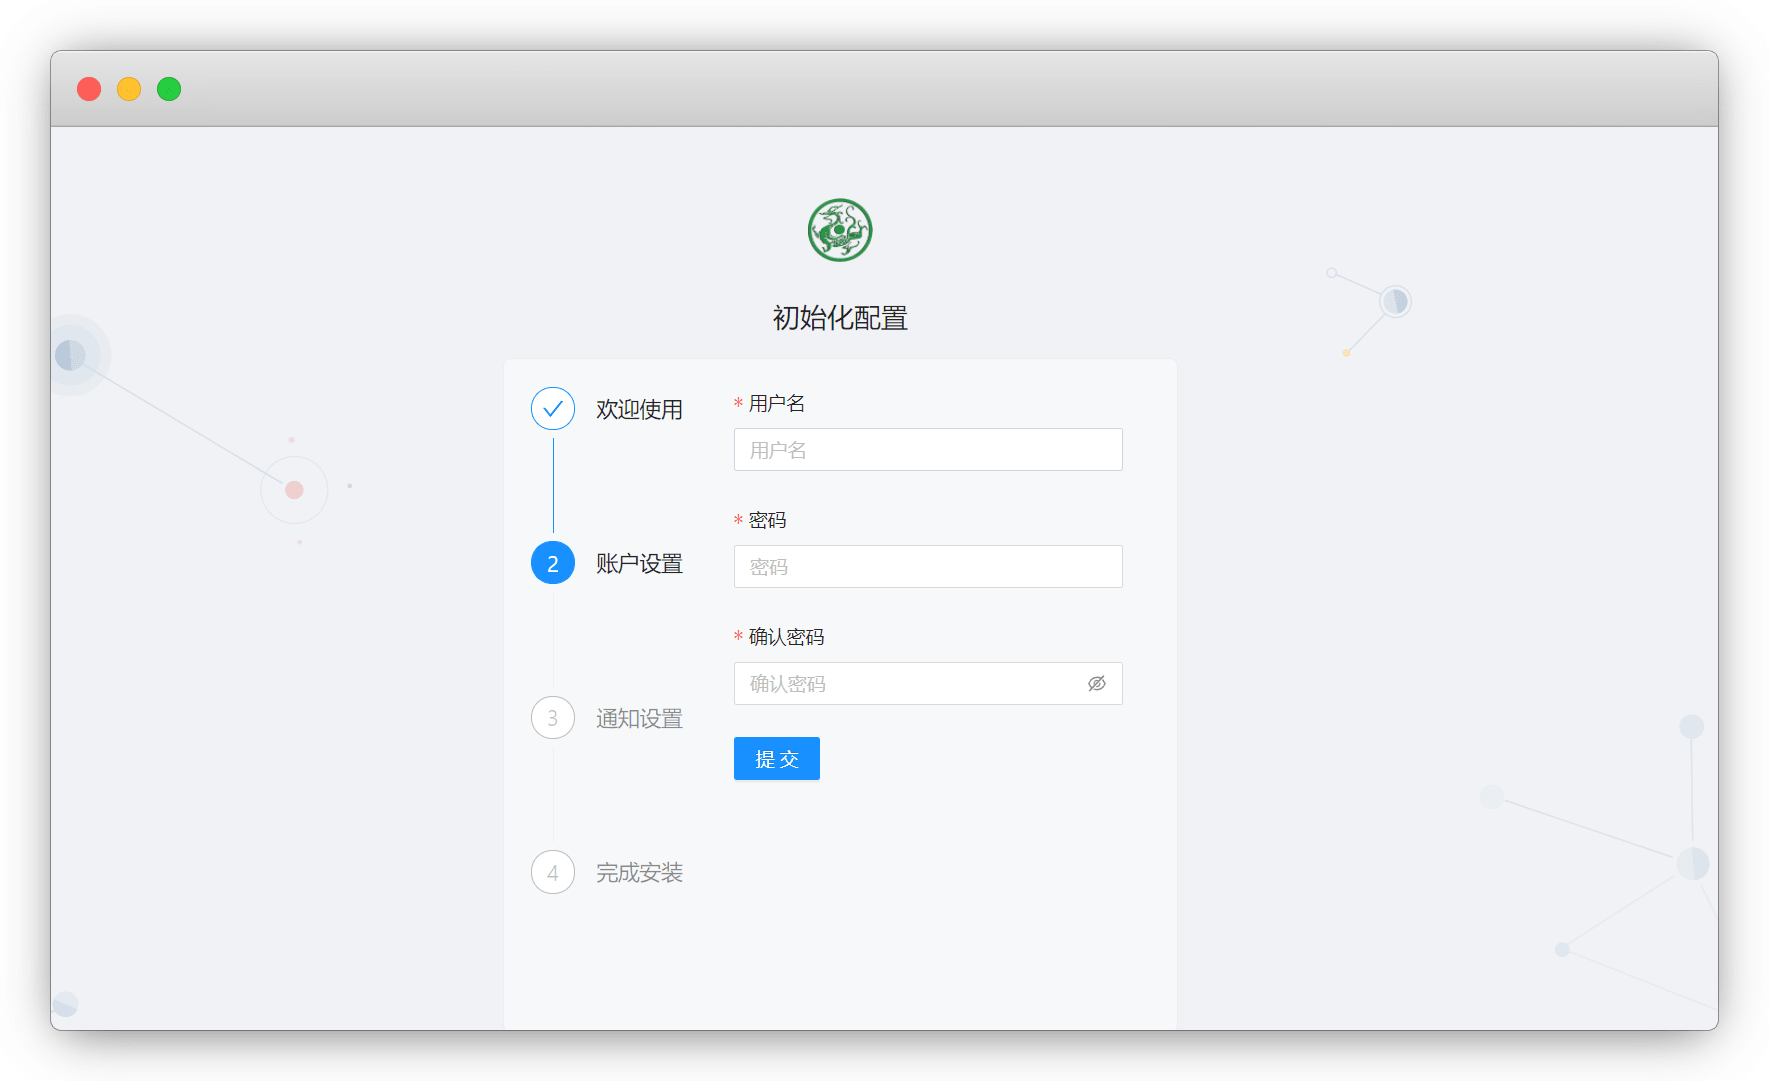 初始化配置
欢迎使用
2 账户设置
3 通知设置
4 完成安装
* 用户名
用户名
* 密码
密码
* 确认密码
确认密码
提交